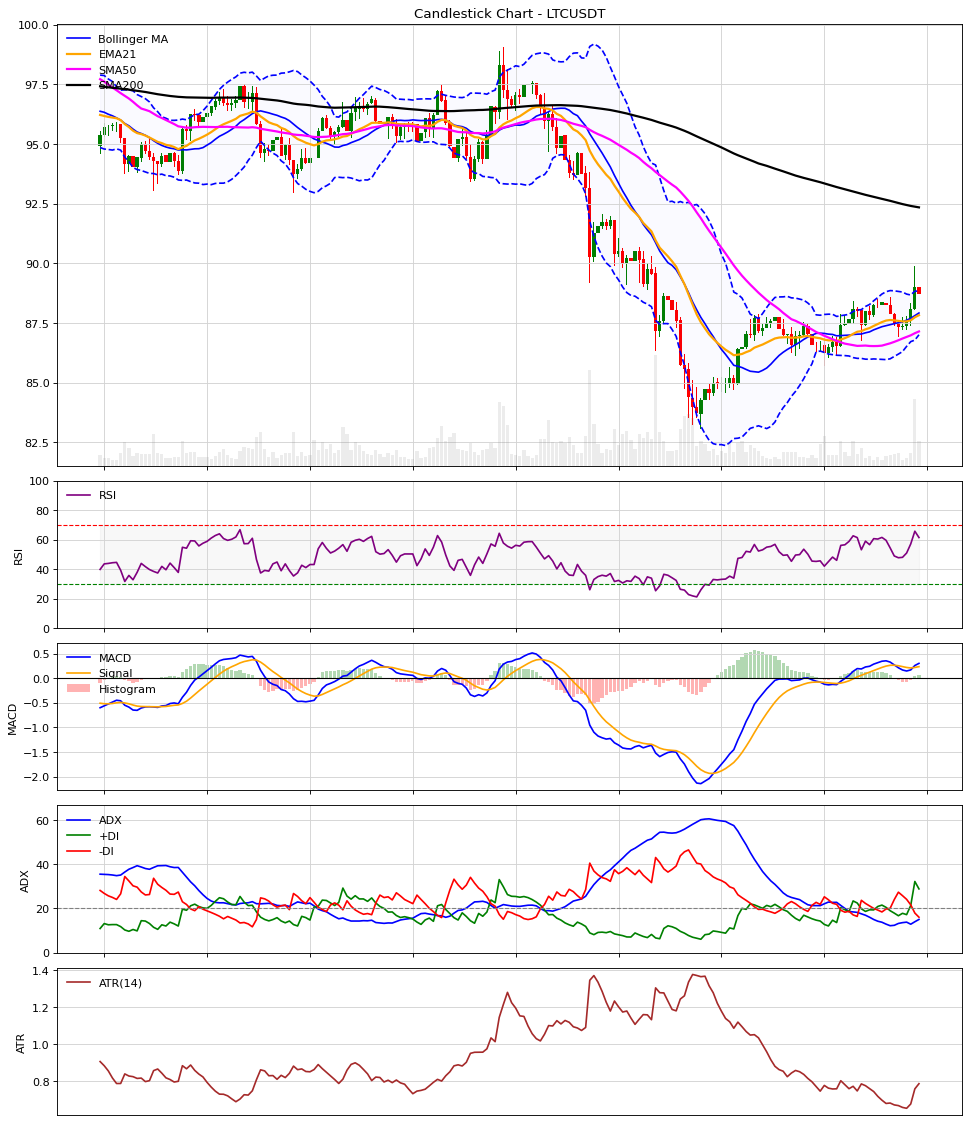 Candlestick Chart - LTCUSDT
100.0
97.5
95.0
92.5
90.0
87.5
85.0
82.5
Bollinger MA
EMA21
SMA50
SMA200
100
80
60
40
20
0
RSI
RSI
0.5
0.0
−0.5
−1.0
−1.5
−2.0
MACD
MACD
Signal
Histogram
60
40
20
0
ADX
ADX
+DI
-DI
1.4
1.2
1.0
0.8
ATR
ATR(14)